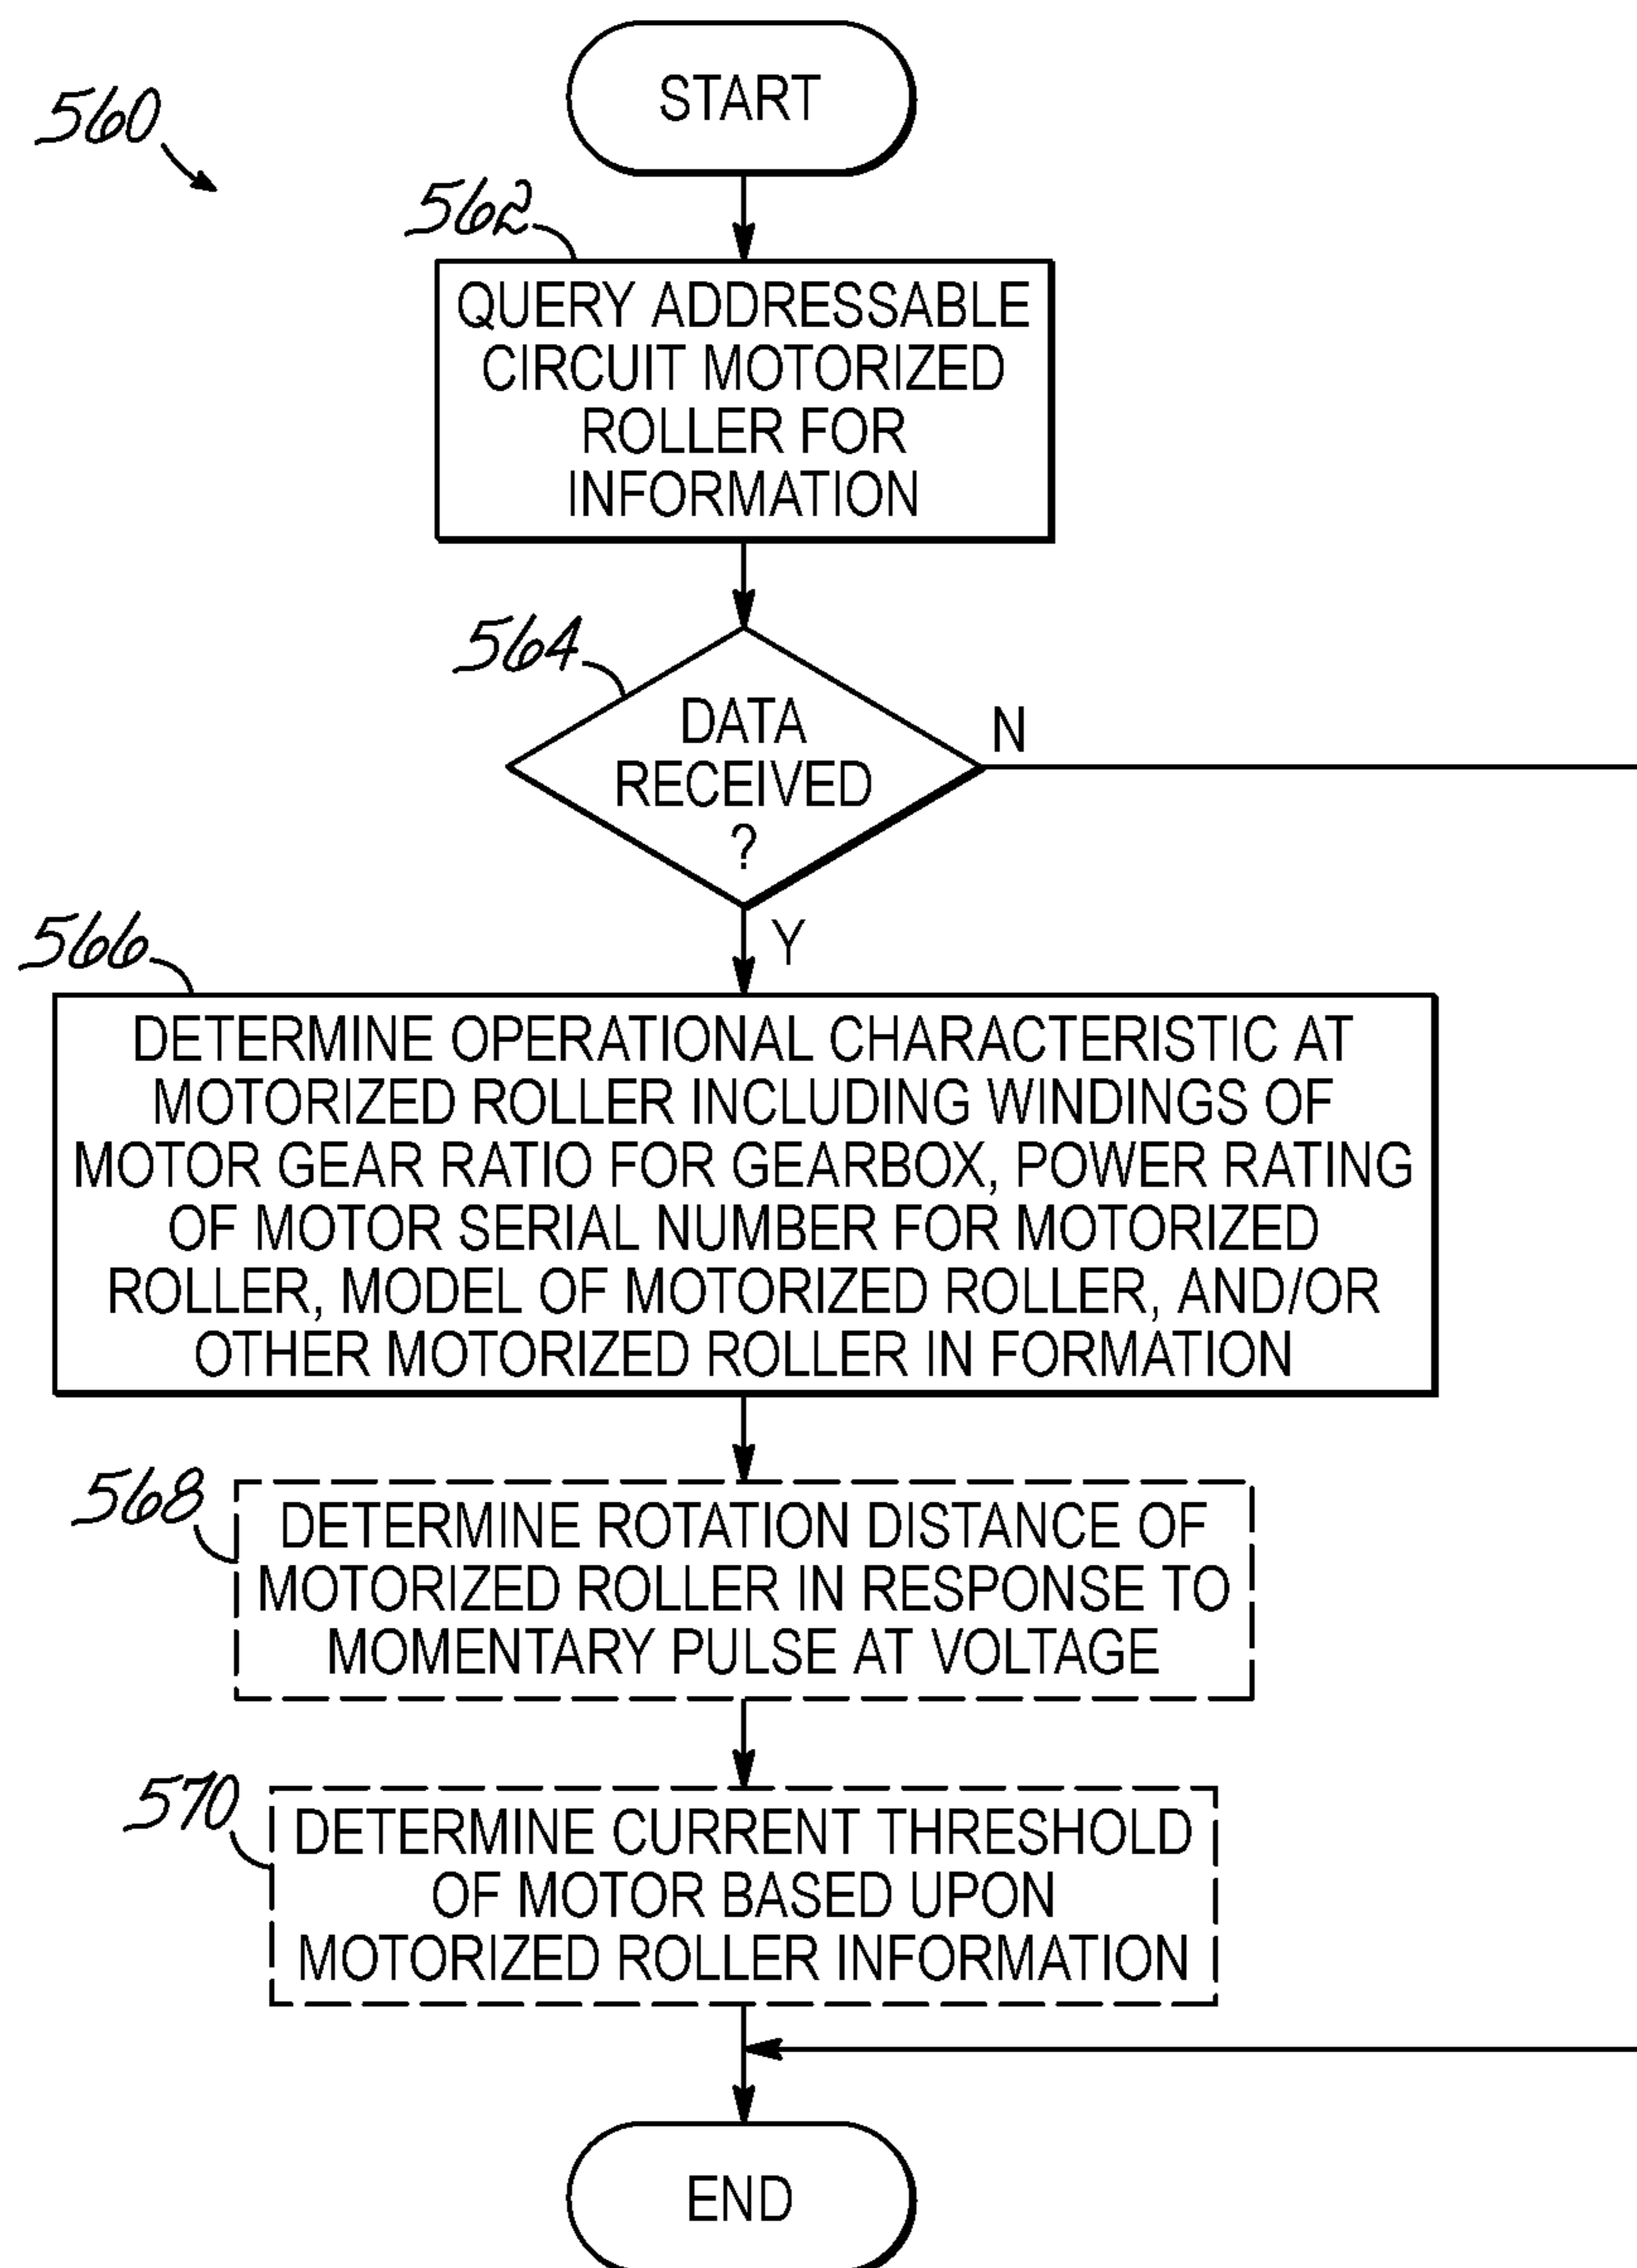 START
560
562
QUERY ADDRESSABLE
CIRCUIT MOTORIZED
ROLLER FOR
INFORMATION
564
DATA
RECEIVED
?
N
Y
566
DETERMINE OPERATIONAL CHARACTERISTIC AT
MOTORIZED ROLLER INCLUDING WINDINGS OF
MOTOR GEAR RATIO FOR GEARBOX, POWER RATING
OF MOTOR SERIAL NUMBER FOR MOTORIZED
ROLLER, MODEL OF MOTORIZED ROLLER, AND/OR
OTHER MOTORIZED ROLLER IN FORMATION
568
DETERMINE ROTATION DISTANCE OF
MOTORIZED ROLLER IN RESPONSE TO
MOMENTARY PULSE AT VOLTAGE
570
DETERMINE CURRENT THRESHOLD
OF MOTOR BASED UPON
MOTORIZED ROLLER INFORMATION
END